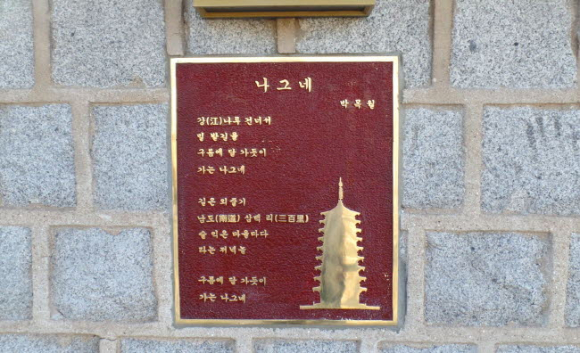 나그네
박목월
강(江)나루 건너서
밀 밭길을
구름에 달 가듯이
가는 나그네
길은 외줄기
남도(南道) 삼백 리(三百里)
술 익은 마을마다
타는 저녁놀
구름에 달 가듯이
가는 나그네